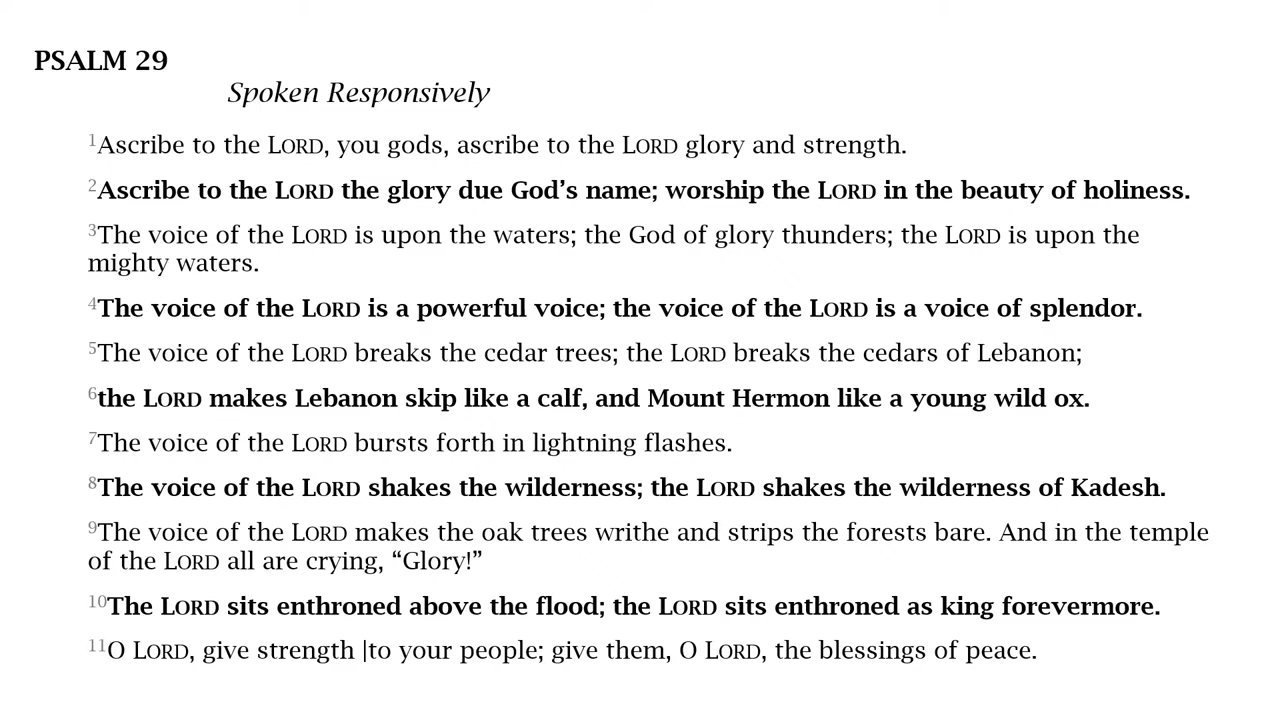 PSALM 29
Spoken Responsively
1Ascribe to the LORD, you gods, ascribe to the LORD glory and strength.
2Ascribe to the LORD the glory due God’s name; worship the LORD in the beauty of holiness.
3The voice of the LORD is upon the waters; the God of glory thunders; the LORD is upon the
mighty waters.
4The voice of the LORD is a powerful voice; the voice of the LORD is a voice of splendor.
5The voice of the LORD breaks the cedar trees; the LORD breaks the cedars of Lebanon;
6the LORD makes Lebanon skip like a calf, and Mount Hermon like a young wild ox.
7The voice of the LORD bursts forth in lightning flashes.
8The voice of the LORD shakes the wilderness; the LORD shakes the wilderness of Kadesh.
9The voice of the LORD makes the oak trees writhe and strips the forests bare. And in the temple
of the LORD all are crying, “Glory!”
10The LORD sits enthroned above the flood; the LORD sits enthroned as king forevermore.
11O LORD, give strength |to your people; give them, O LORD, the blessings of peace.